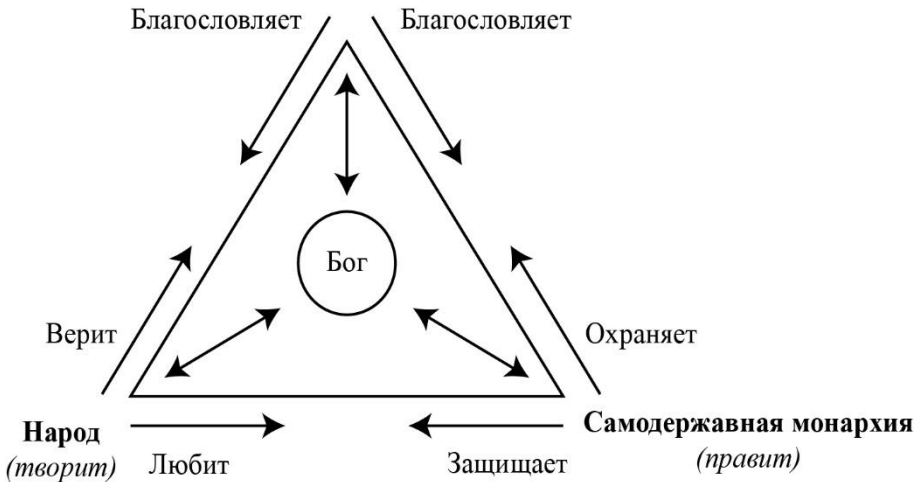 Благословляет Благословляет
Бог
Верит
Охраняет
Народ
(творит)
Любит
Защищает
Самодержавная монархия
(правит)